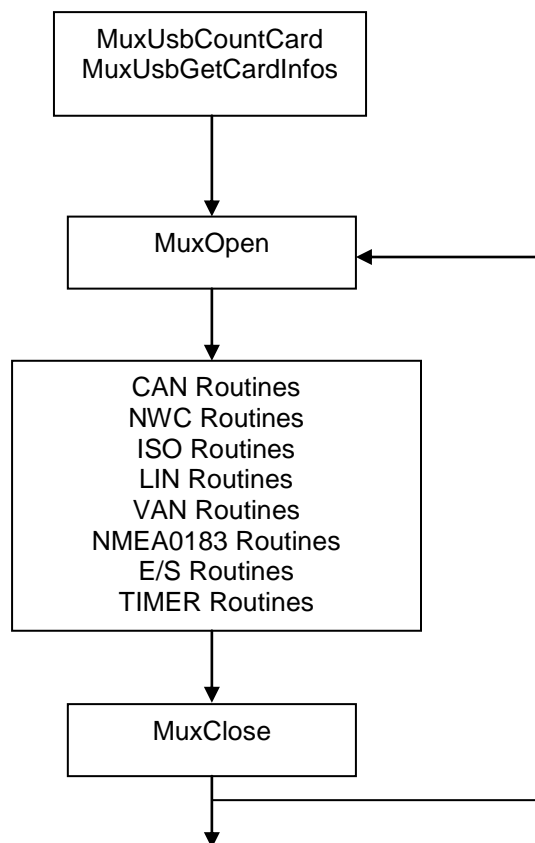 MuxUsbCountCard
MuxUsbGetCardInfos
MuxOpen
CAN Routines
NWC Routines
ISO Routines
LIN Routines
VAN Routines
NMEA0183 Routines
E/S Routines
TIMER Routines
MuxClose